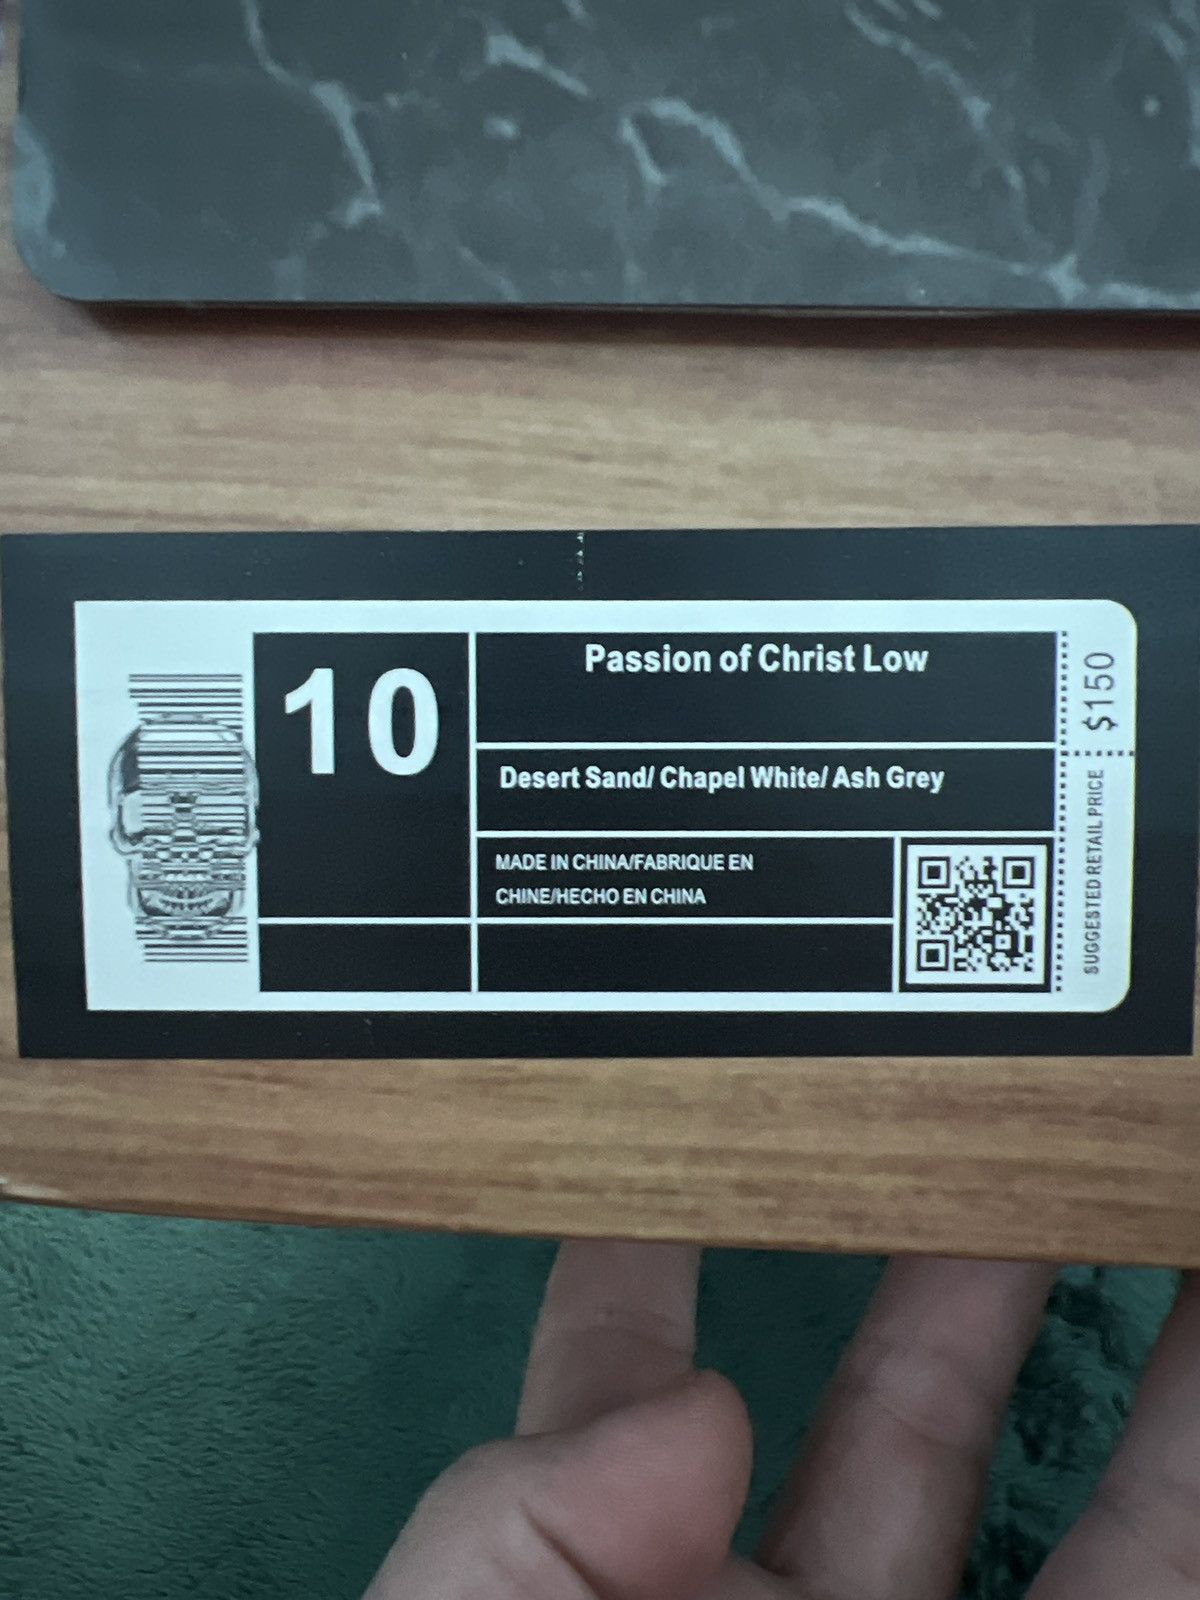 10
Passion of Christ Low
Desert Sand/ Chapel White/ Ash Grey
MADE IN CHINA/FABRIQUE EN
CHINE/HECHO EN CHINA
SUGGESTED RETAIL PRICE
$150